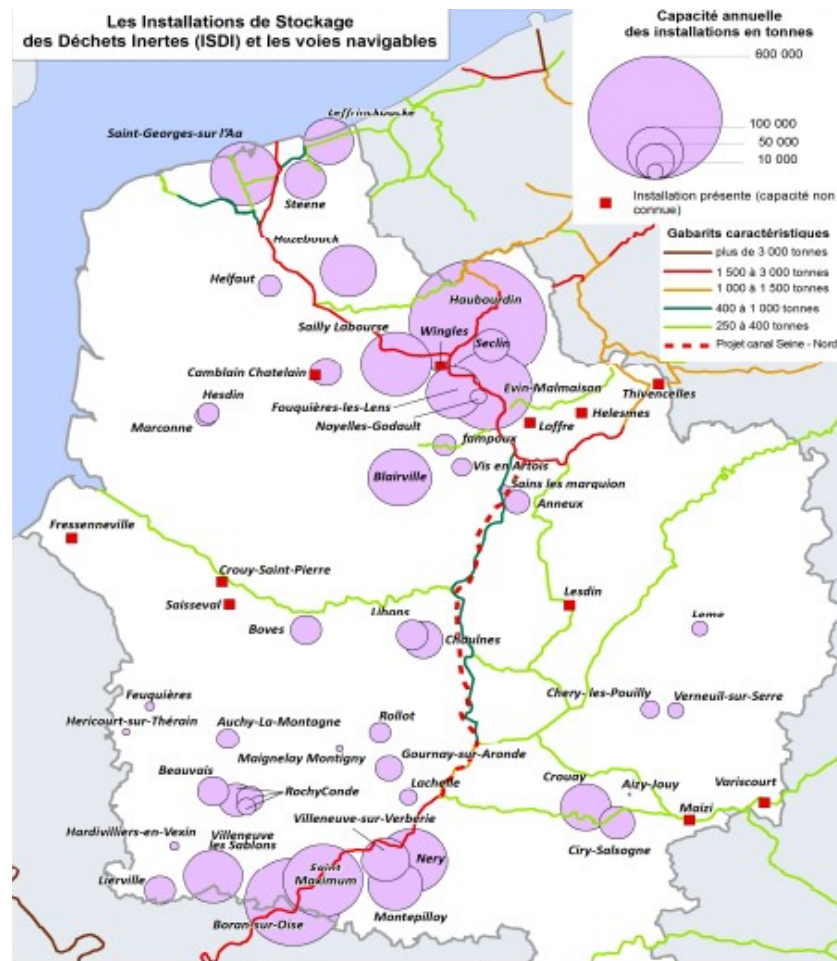 Les Installations de Stockage
des Déchets Inertes (ISDI) et les voies navigables
Capacité annuelle
des installations en tonnes
600 000
100 000
50 000
10 000
Installation présente (capacité non
connue)
Gabarits caractéristiques
plus de 3 000 tonnes
1 500 à 3 000 tonnes
1 000 à 1 500 tonnes
400 à 1 000 tonnes
250 à 400 tonnes
Projet canal Seine - Nord
Leffrinckoucke
Saint-Georges-sur l'Aa
Steene
Hazebouck
Helfaut
Haubourdin
Sailly Labourse
Wingles
Seclin
Camblain Chatelain
Evin-Malmaison
Thivencelles
Hesdin
Fouquières-les-Lens
Helesmes
Marconne
Noyelles-Godault
Loffre
fampoux
Vis en Artois
Blairville
Sains les marquion
Anneux
Fressenneville
Crouy-Saint-Pierre
Saisseval
Lesdin
Boves
Lihons
Chaulnes
Leme
Feuquières
Chery-les-Pouilly
Verneuil-sur-Serre
Hericourt-sur-Thérain
Auchy-La-Montagne
Rollot
Maignelay Montigny
Gournay-sur-Aronde
Beauvais
RochyConde
Lachelle
Crouay
Aizy-Jouy
Variscourt
Maizi
Villeneuve-sur-Verberie
Hardivilliers-en-Vexin
Villeneuve
les Sablons
Ciry-Salsogne
Saint
Maximum
Nery
Lierville
Montepilloy
Boran-sur-Oise